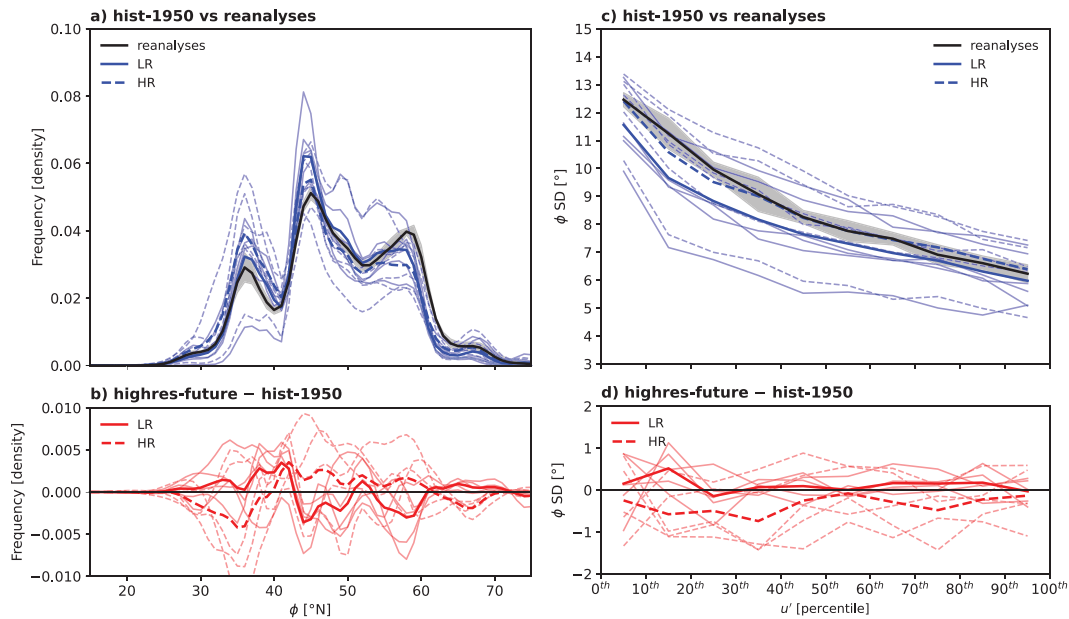 a) hist-1950 vs reanalyses
Frequency [density]
0.10
0.08
0.06
0.04
0.02
0.00
reanalyses
LR
HR
b) highres-future − hist-1950
Frequency [density]
0.010
0.005
0.000
−0.005
−0.010
LR
HR
20
30
40
50
60
70
ϕ [°N]
c) hist-1950 vs reanalyses
ϕ SD [°]
15
14
13
12
11
10
9
8
7
6
5
4
3
reanalyses
LR
HR
d) highres-future − hist-1950
ϕ SD [°]
2
1
0
−1
−2
LR
HR
0th
10th
20th
30th
40th
50th
60th
70th
80th
90th
100th
u′ [percentile]